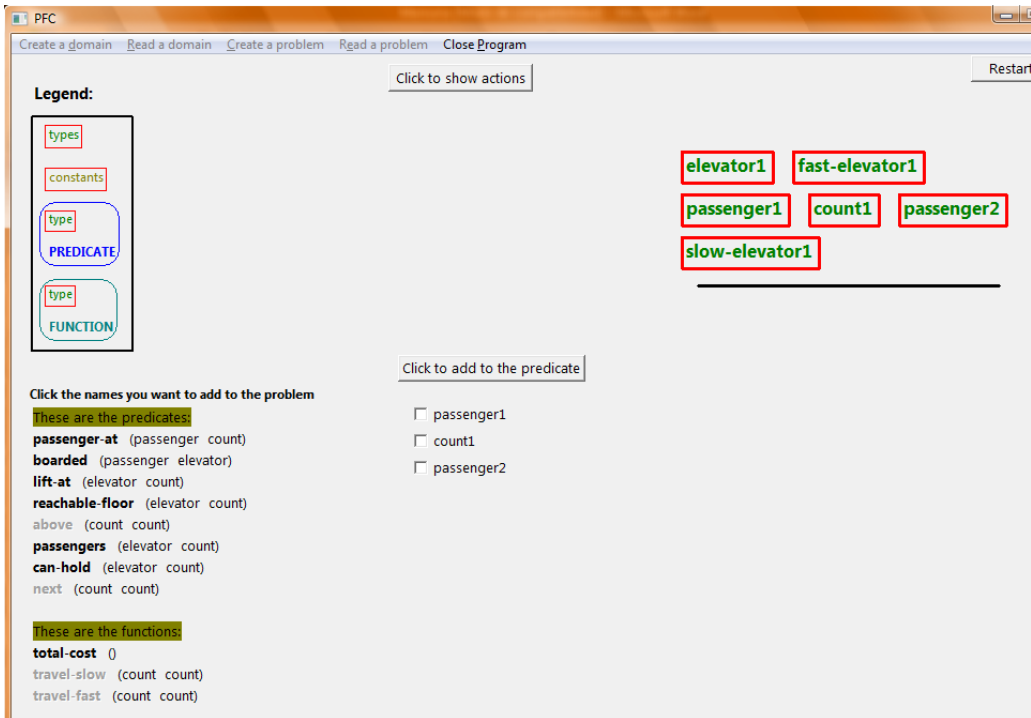 PFC
Create a domain Read a domain Create a problem Read a problem Close Program
Click to show actions
Restart
Legend:
types
constants
type
PREDICATE
type
FUNCTION
elevator1 fast-elevator1
passenger1 count1 passenger2
slow-elevator1
Click to add to the predicate
passenger1
count1
passenger2
Click the names you want to add to the problem
These are the predicates:
passenger-at (passenger count)
boarded (passenger elevator)
lift-at (elevator count)
reachable-floor (elevator count)
above (count count)
passengers (elevator count)
can-hold (elevator count)
next (count count)
These are the functions:
total-cost ()
travel-slow (count count)
travel-fast (count count)